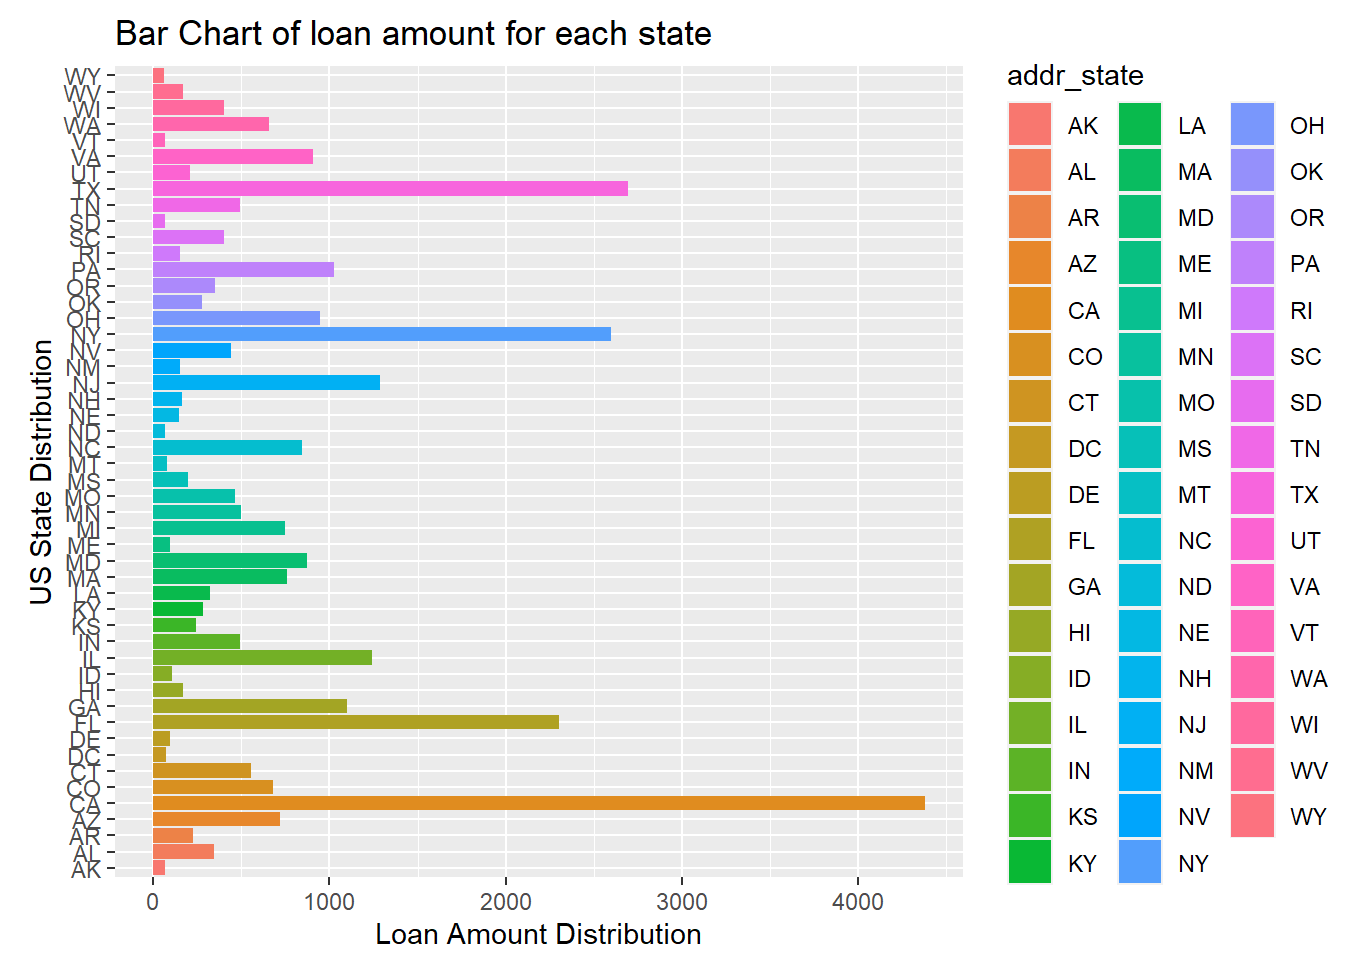 Bar Chart of loan amount for each state
WY
WV
WI
WA
VT
VA
UT
TX
TN
SD
SC
RI
PA
OR
OK
OH
NY
NV
NM
NJ
NH
NE
ND
NC
MT
MS
MO
MN
MI
ME
MD
MA
LA
KY
KS
IN
IL
ID
HI
GA
FL
DE
DC
CT
CO
CA
AZ
AR
AL
AK
US State Distribution
0 1000 2000 3000 4000
Loan Amount Distribution
addr_state
AK LA OH
AL MA OK
AR MD OR
AZ ME PA
CA MI RI
CO MN SC
CT MO SD
DC MS TN
DE MT TX
FL NC UT
GA ND VA
HI NE VT
ID NH WA
IL NJ WI
IN NM WV
KS NV WY
KY NY